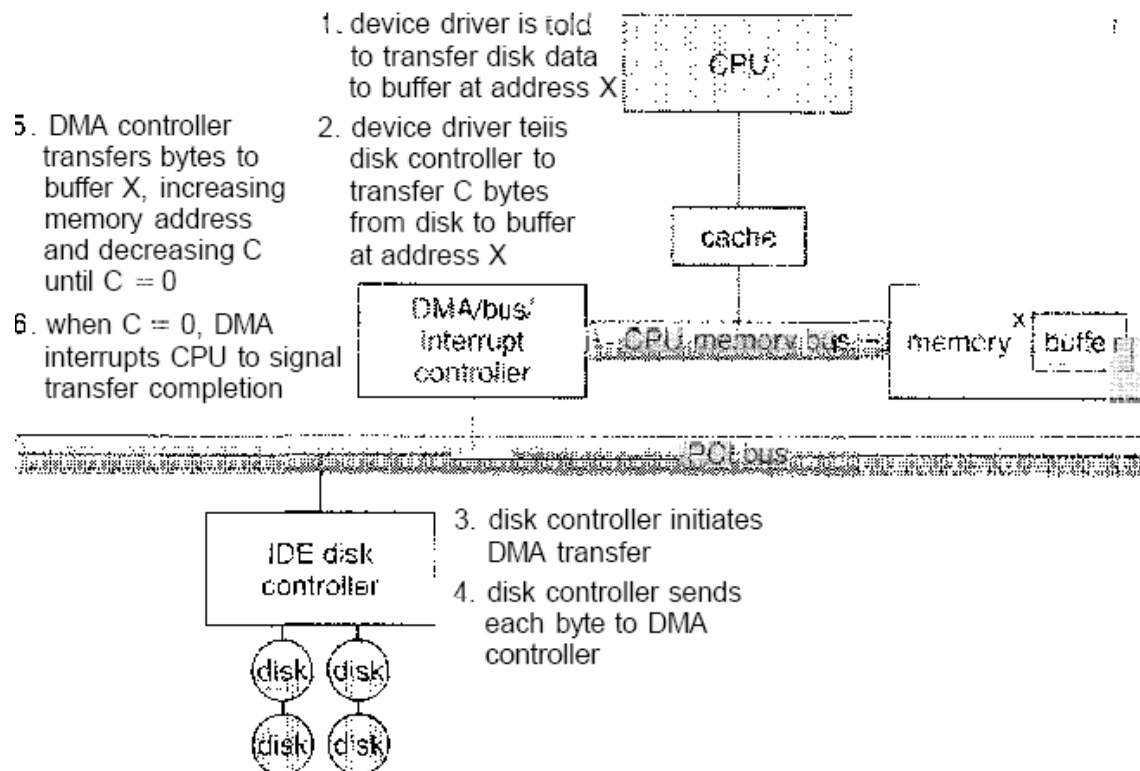 1. device driver is told
to transfer disk data
to buffer at address X
CPU
5. DMA controller
transfers bytes to
buffer X, increasing
memory address
and decreasing C
until C = 0
2. device driver teiis
disk controller to
transfer C bytes
from disk to buffer
at address X
cache
6. when C = 0, DMA
interrupts CPU to signal
transfer completion
DMA/bus/
interrupt
controller
CPU memory bus
memory
x
buffer
PCI bus
IDE disk
controller
3. disk controller initiates
DMA transfer
4. disk controller sends
each byte to DMA
controller
disk
disk
disk
disk